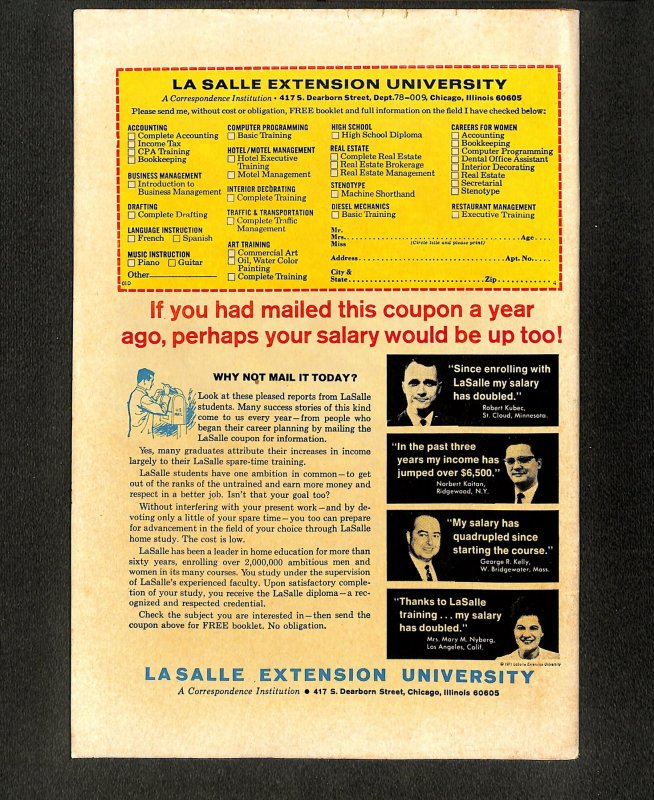 LA SALLE EXTENSION UNIVERSITY
A Correspondence Institution • 417 S. Dearborn Street, Dept. 78-009, Chicago, Illinois 60605
Please send me, without cost or obligation, FREE booklet and full information on the field I have checked below:
ACCOUNTING
Complete Accounting
Income Tax
CPA Training
Bookkeeping
BUSINESS MANAGEMENT
Introduction to
Business Management
DRAFTING
Complete Drafting
LANGUAGE INSTRUCTION
French Spanish
MUSIC INSTRUCTION
Piano Guitar
Other
COMPUTER PROGRAMMING
Basic Training
HOTEL/MOTEL MANAGEMENT
Hotel Executive
Training
Motel Management
INTERIOR DECORATING
Complete Training
TRAFFIC & TRANSPORTATION
Complete Traffic
Management
ART TRAINING
Commercial Art
Oil, Water Color
Painting
Complete Training
HIGH SCHOOL
High School Diploma
REAL ESTATE
Complete Real Estate
Real Estate Brokerage
Real Estate Management
STENOTYPE
Machine Shorthand
DIESEL MECHANICS
Basic Training
CAREERS FOR WOMEN
Accounting
Bookkeeping
Computer Programming
Dental Office Assistant
Interior Decorating
Real Estate
Secretarial
Stenotype
RESTAURANT MANAGEMENT
Executive Training
Mr.
Mrs. Age
Miss (Circle title and please print)
Address Apt. No.
City &
State Zip
If you had mailed this coupon a year
ago, perhaps your salary would be up too!
WHY NOT MAIL IT TODAY?
Look at these pleased reports from LaSalle
students. Many success stories of this kind
come to us every year—from people who
began their career planning by mailing the
LaSalle coupon for information.
Yes, many graduates attribute their increases in income
largely to their LaSalle spare-time training.
LaSalle students have one ambition in common—to get
out of the ranks of the untrained and earn more money and
respect in a better job. Isn't that your goal too?
Without interfering with your present work—and by de-
voting only a little of your spare time—you too can prepare
for advancement in the field of your choice through LaSalle
home study. The cost is low.
LaSalle has been a leader in home education for more than
sixty years, enrolling over 2,000,000 ambitious men and
women in its many courses. You study under the supervision
of LaSalle's experienced faculty. Upon satisfactory comple-
tion of your study, you receive the LaSalle diploma—a rec-
ognized and respected credential.
Check the subject you are interested in—then send the
coupon above for FREE booklet. No obligation.
"Since enrolling with
LaSalle my salary
has doubled."
Robert Kubec,
St. Cloud, Minnesota.
"In the past three
years my income has
jumped over $6,500."
Norbert Kaitan,
Ridgewood, N.Y.
"My salary has
quadrupled since
starting the course."
George R. Kelly,
W. Bridgewater, Mass.
"Thanks to LaSalle
training . . . my salary
has doubled."
Mrs. Mary M. Nyberg,
Los Angeles, Calif.
© 1971 LaSalle Extension University
LA SALLE EXTENSION UNIVERSITY
A Correspondence Institution • 417 S. Dearborn Street, Chicago, Illinois 60605